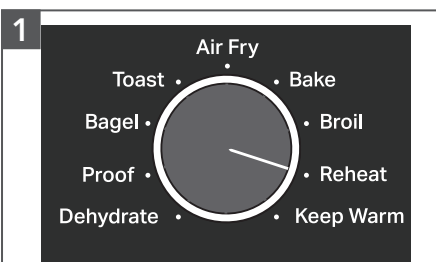 1
Air Fry
Toast Bake
Bagel Broil
Proof Reheat
Dehydrate Keep Warm